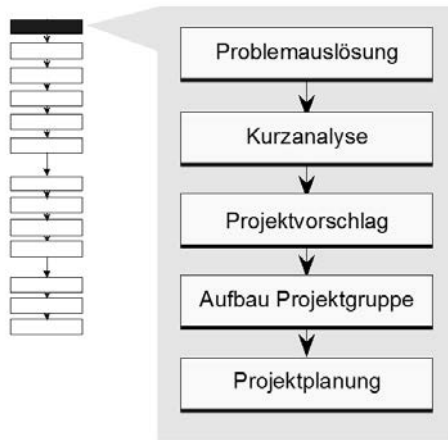 Problemauslösung
Kurzanalyse
Projektvorschlag
Aufbau Projektgruppe
Projektplanung